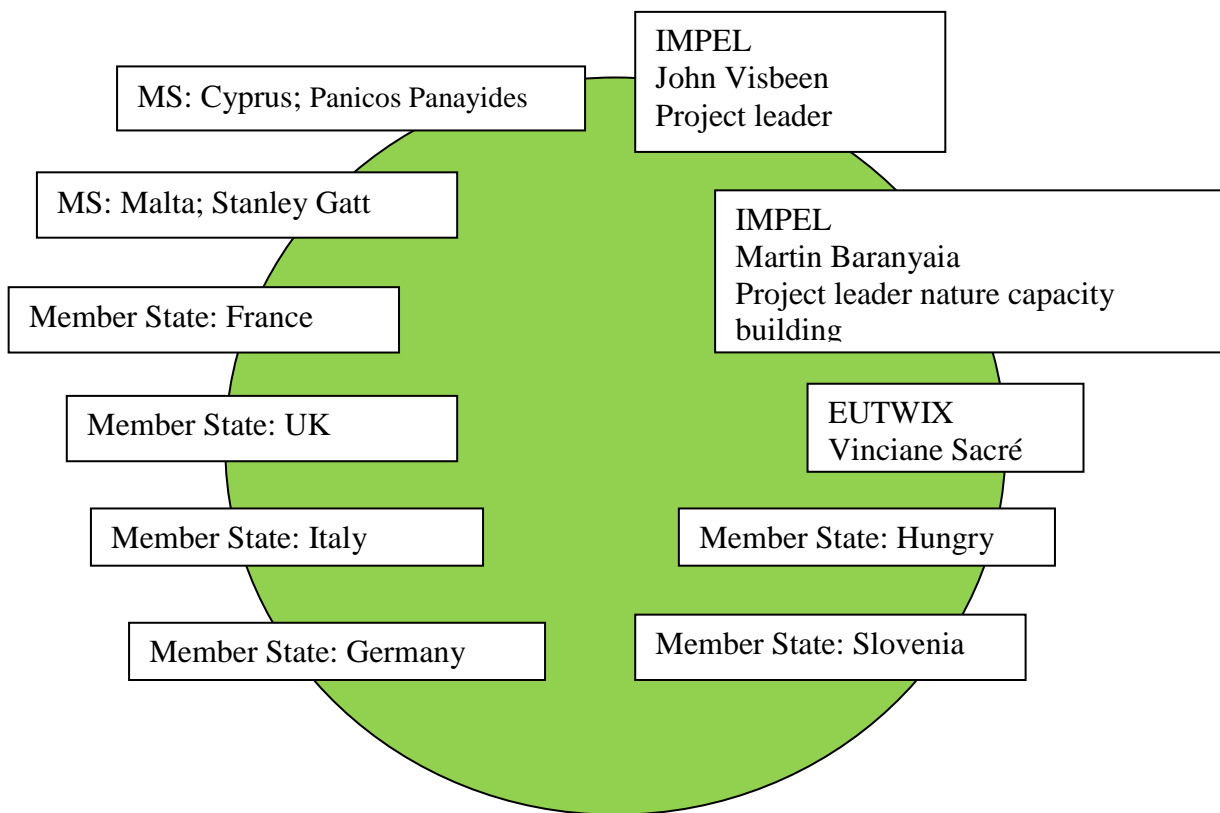 MS: Cyprus; Panicos Panayides
IMPEL
John Visbeen
Project leader
MS: Malta; Stanley Gatt
IMPEL
Martin Baranyaia
Project leader nature capacity
building
Member State: France
Member State: UK
EUTWIX
Vinciane Sacré
Member State: Italy
Member State: Hungry
Member State: Germany
Member State: Slovenia